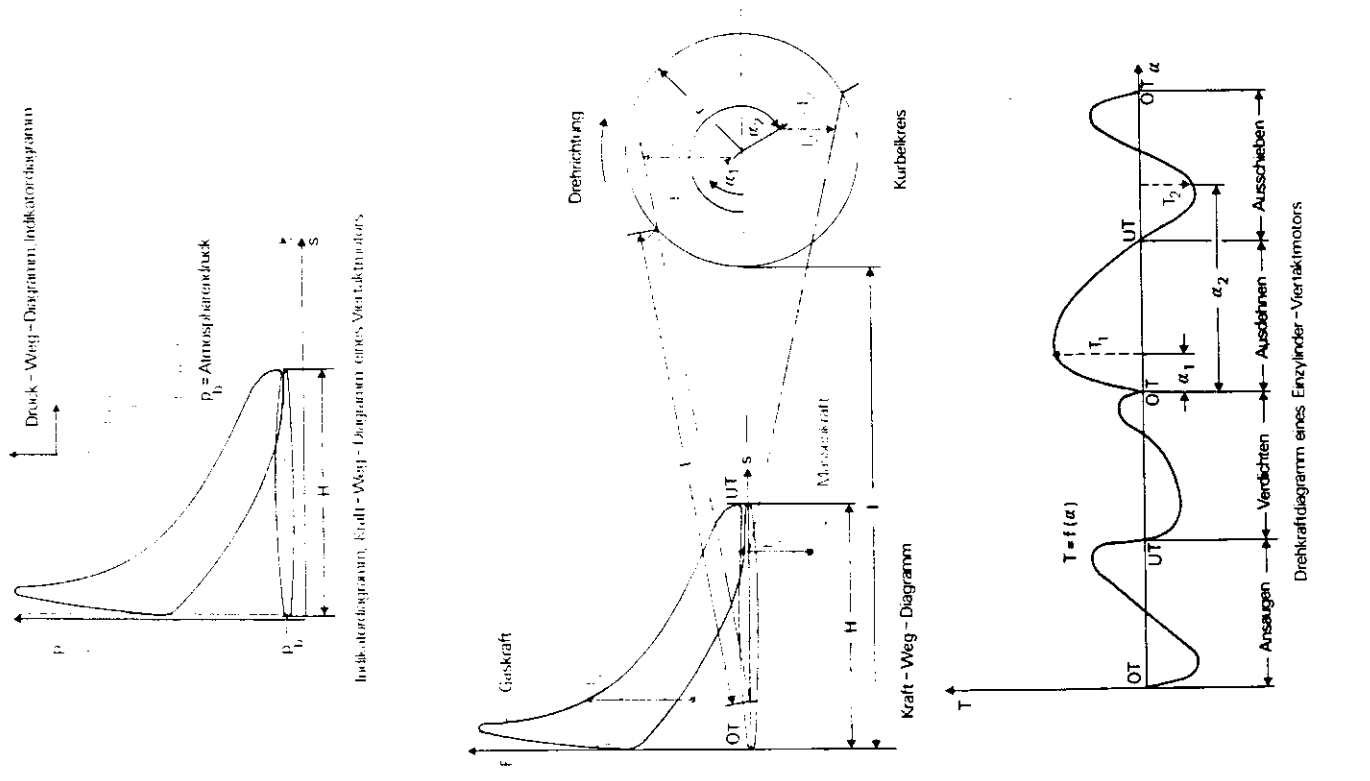 Druck - Weg - Diagramm, Indikatordiagramm
p
p = Atmosphärendruck
b
p
b
s
H
Indikatordiagramm, Kraft - Weg - Diagramm eines Viertaktmotors
Drehrichtung
Gaskraft
OT
UT
s
Massenkraft
α1
α2
r
l
H
l
Kurbelkreis
Kraft - Weg - Diagramm
T
T = f (α)
OT
UT
OT
UT
OT
α
T1
T2
α1
α2
Ansaugen
Verdichten
Ausdehnen
Ausschieben
Drehkraftdiagramm eines Einzylinder - Viertaktmotors